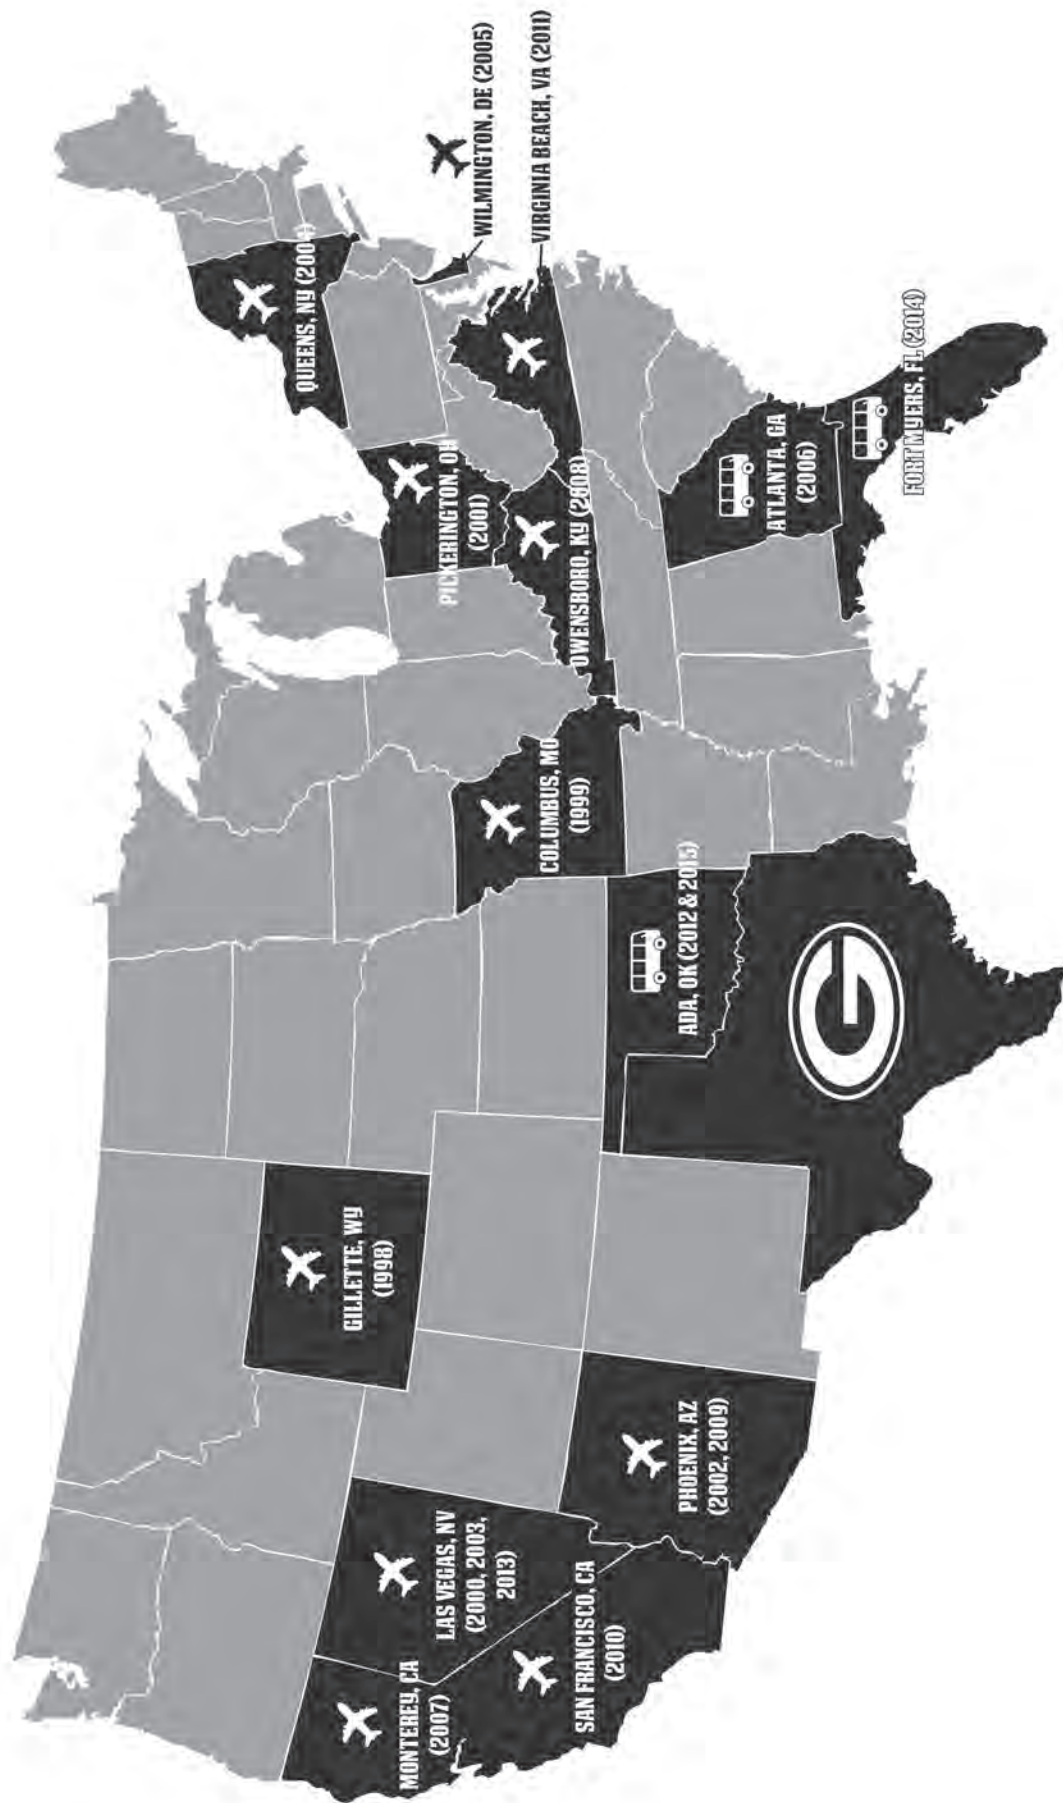 MONTEREY, CA
(2007)
LAS VEGAS, NV
(2000, 2003,
2013)
SAN FRANCISCO, CA
(2010)
PHOENIX, AZ
(2002, 2009)
GILLETTE, WY
(1998)
ADA, OK (2012 & 2015)
G
COLUMBUS, MO
(1999)
OWENSBORO, KY (2008)
PICKERINGTON, OH
(2001)
QUEENS, NY (2004)
WILMINGTON, DE (2005)
VIRGINIA BEACH, VA (2011)
ATLANTA, GA
(2006)
FORT MYERS, FL (2014)